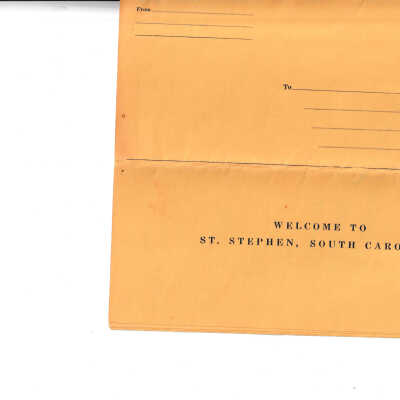 From
To
WELCOME TO
ST. STEPHEN, SOUTH CARO